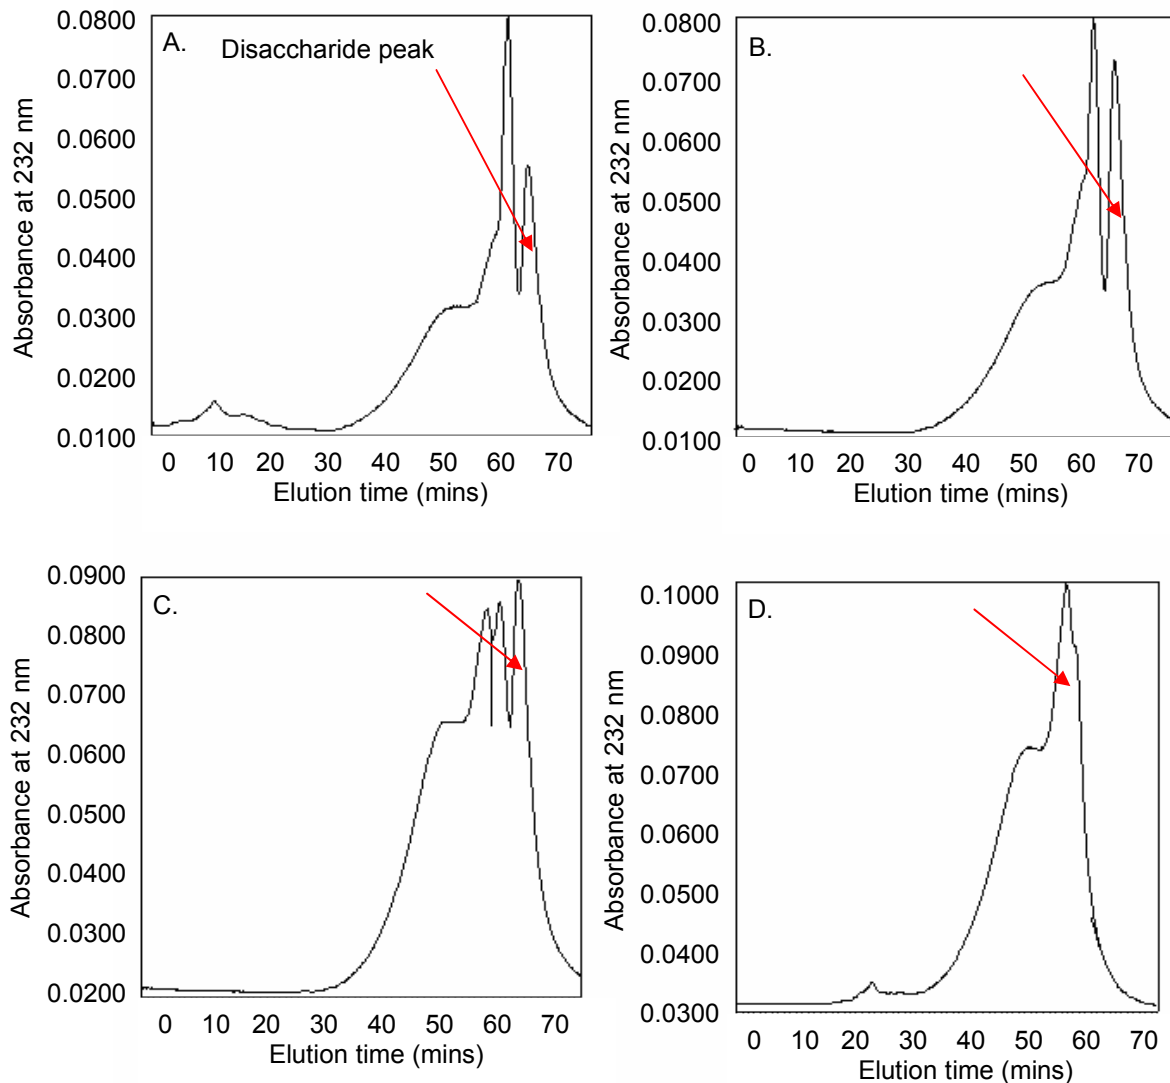 A.
Disaccharide peak
Absorbance at 232 nm
0.0800
0.0700
0.0600
0.0500
0.0400
0.0300
0.0200
0.0100
0 10 20 30 40 50 60 70
Elution time (mins)
B.
Absorbance at 232 nm
0.0800
0.0700
0.0600
0.0500
0.0400
0.0300
0.0200
0.0100
0 10 20 30 40 50 60 70
Elution time (mins)
C.
Absorbance at 232 nm
0.0900
0.0800
0.0700
0.0600
0.0500
0.0400
0.0300
0.0200
0 10 20 30 40 50 60 70
Elution time (mins)
D.
Absorbance at 232 nm
0.1000
0.0900
0.0800
0.0700
0.0600
0.0500
0.0400
0.0300
0 10 20 30 40 50 60 70
Elution time (mins)